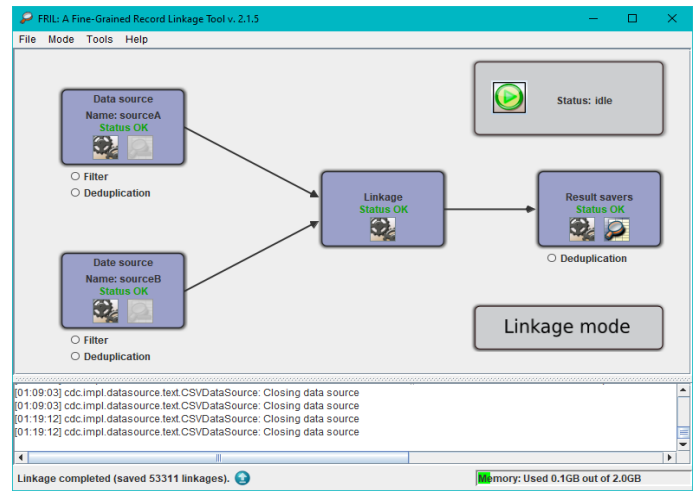 FRIL: A Fine-Grained Record Linkage Tool v. 2.1.5
File Mode Tools Help
Data source
Name: sourceA
Status OK
Filter
Deduplication
Status: idle
Linkage
Status OK
Result savers
Status OK
Deduplication
Date source
Name: sourceB
Status OK
Filter
Deduplication
Linkage mode
[01:09:03] cdc.impl.datasource.text.CSVDataSource: Closing data source
[01:09:03] cdc.impl.datasource.text.CSVDataSource: Closing data source
[01:19:12] cdc.impl.datasource.text.CSVDataSource: Closing data source
[01:19:12] cdc.impl.datasource.text.CSVDataSource: Closing data source
Linkage completed (saved 53311 linkages).
Memory: Used 0.1GB out of 2.0GB